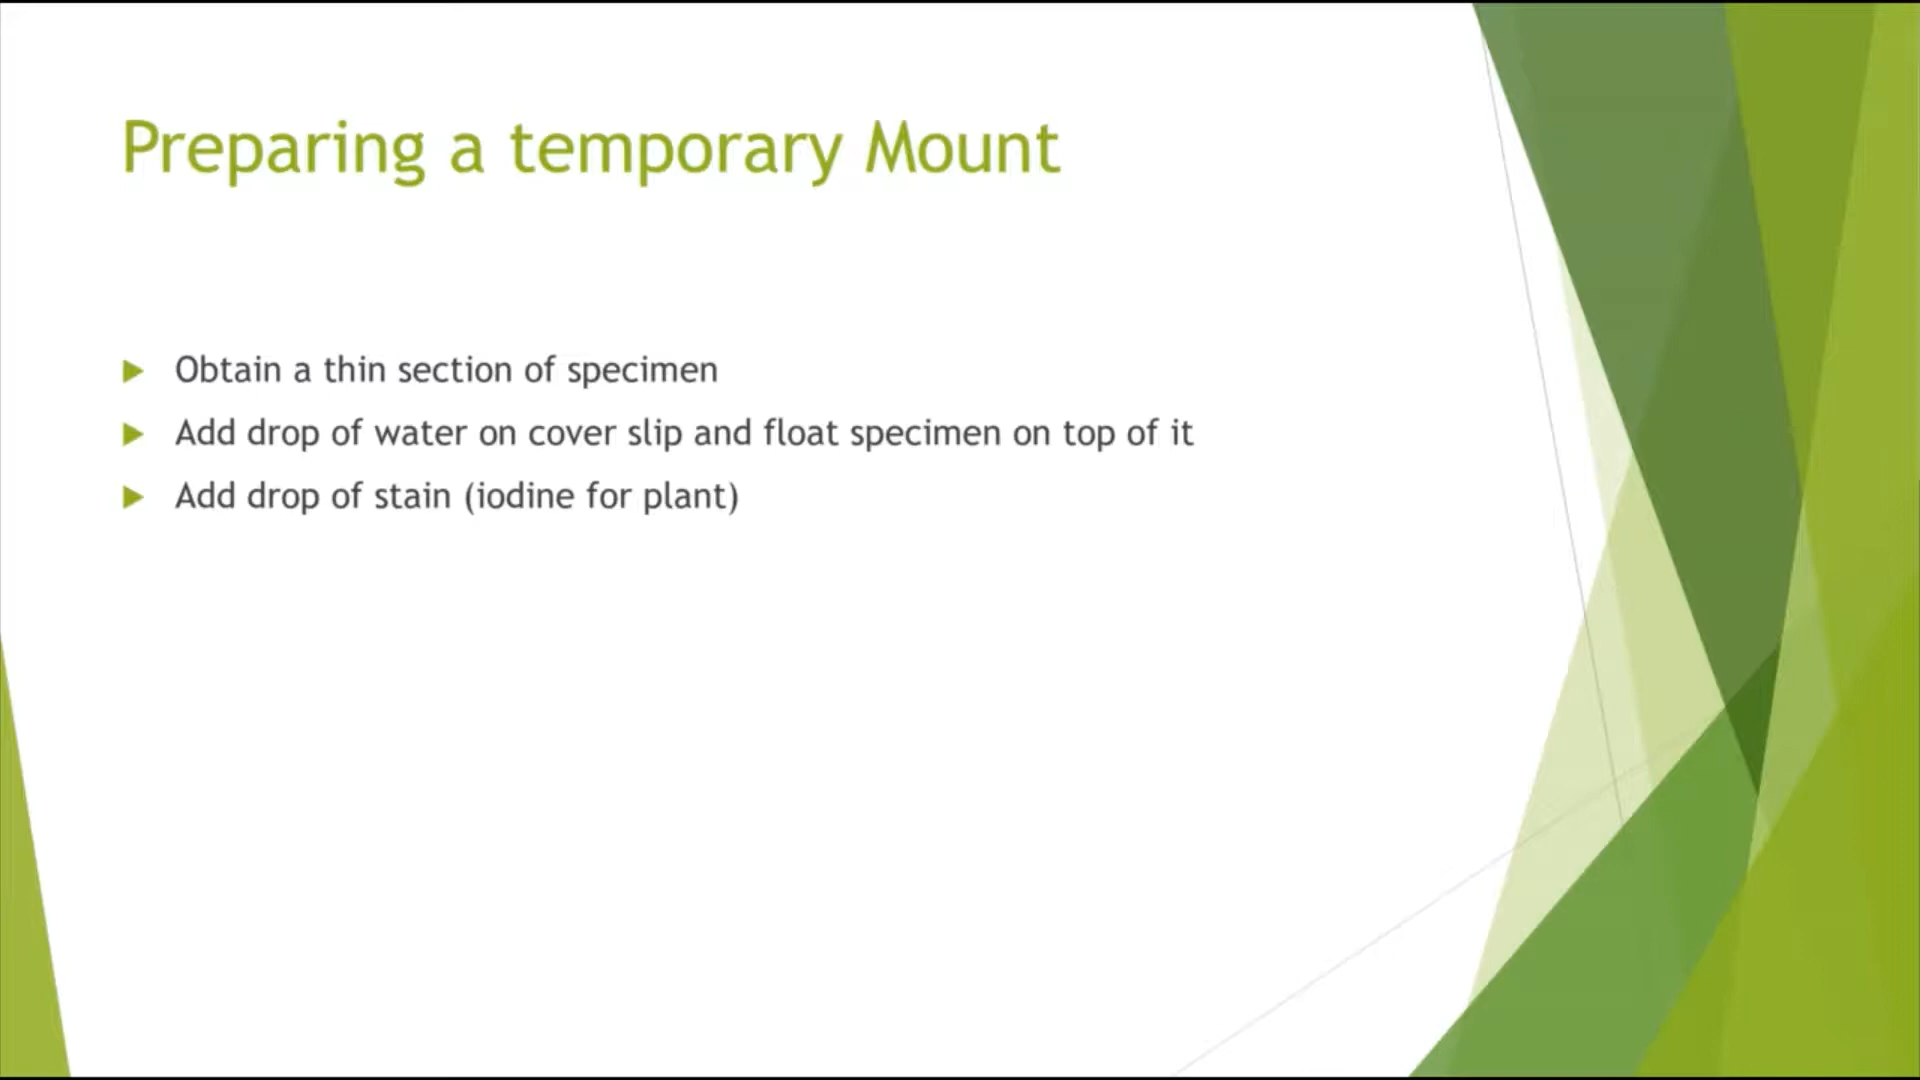 Preparing a temporary Mount
Obtain a thin section of specimen
Add drop of water on cover slip and float specimen on top of it
Add drop of stain (iodine for plant)